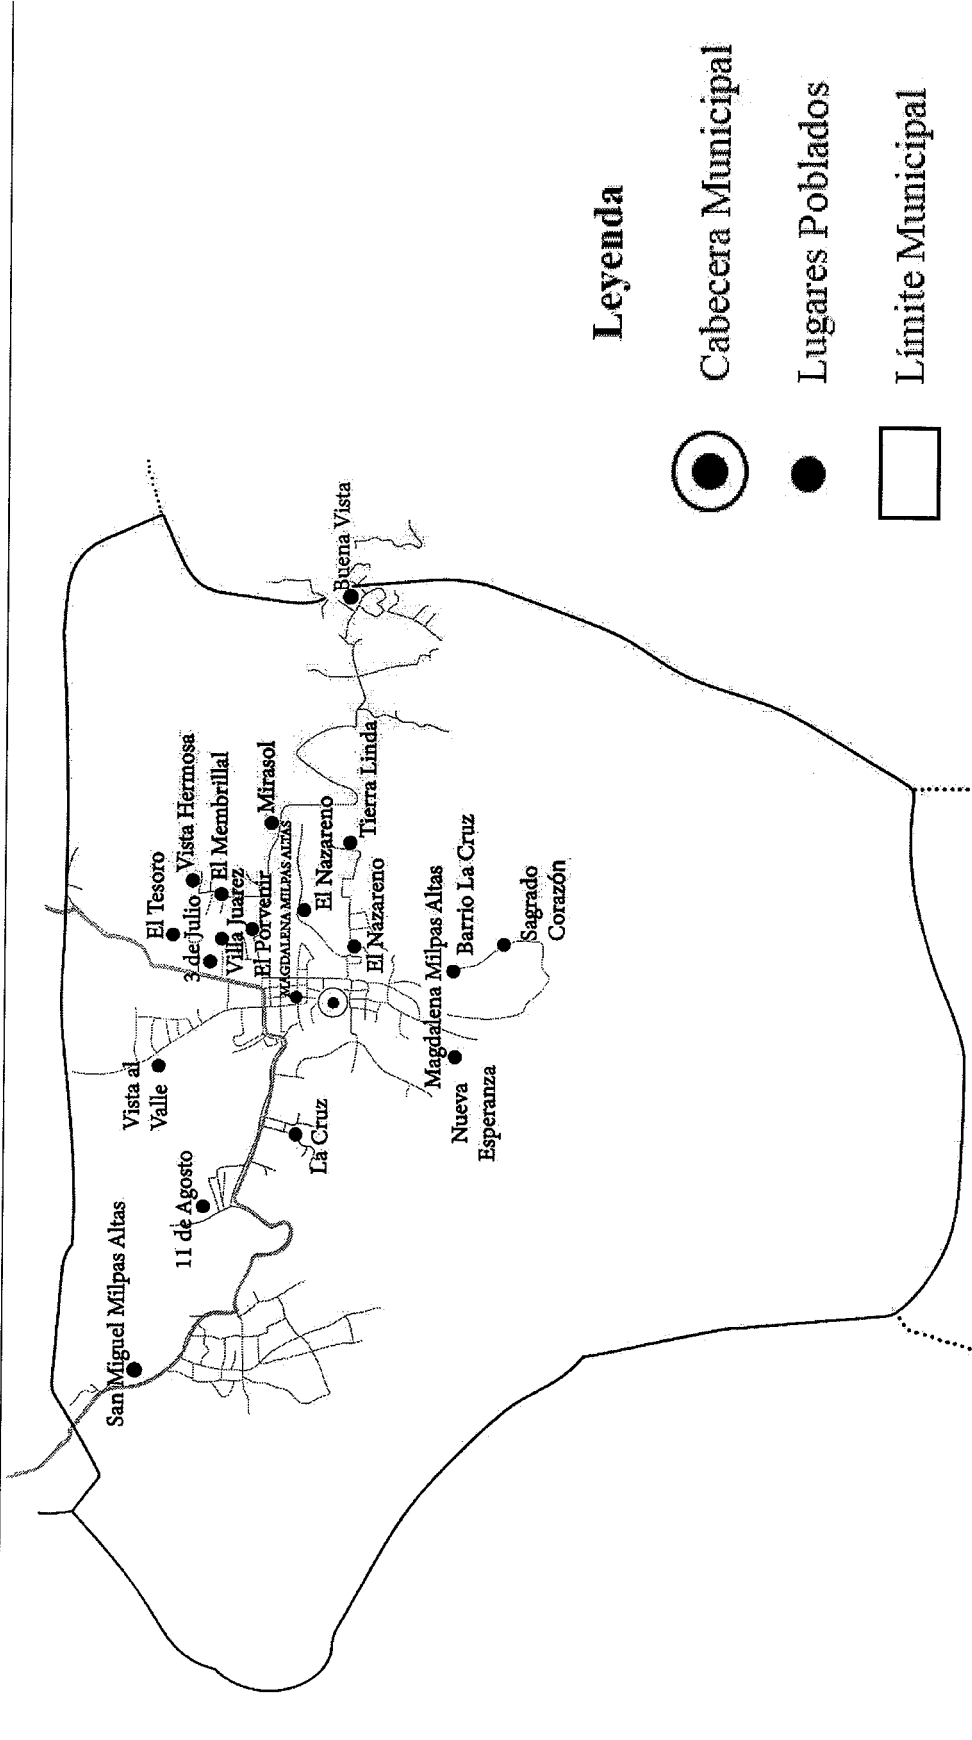 San Miguel Milpas Altas
11 de Agosto
Vista al
Valle
La Cruz
El Tesoro
3 de Julio
Vista Hermosa
El Membrillal
Villa Juarez
El Porvenir
Mirasol
MAGDALENA MILPAS ALTAS
El Nazareno
Tierra Linda
El Nazareno
Buena Vista
Magdalena Milpas Altas
Barrio La Cruz
Nueva
Esperanza
Sagrado
Corazón
Leyenda
Cabecera Municipal
Lugares Poblados
Límite Municipal